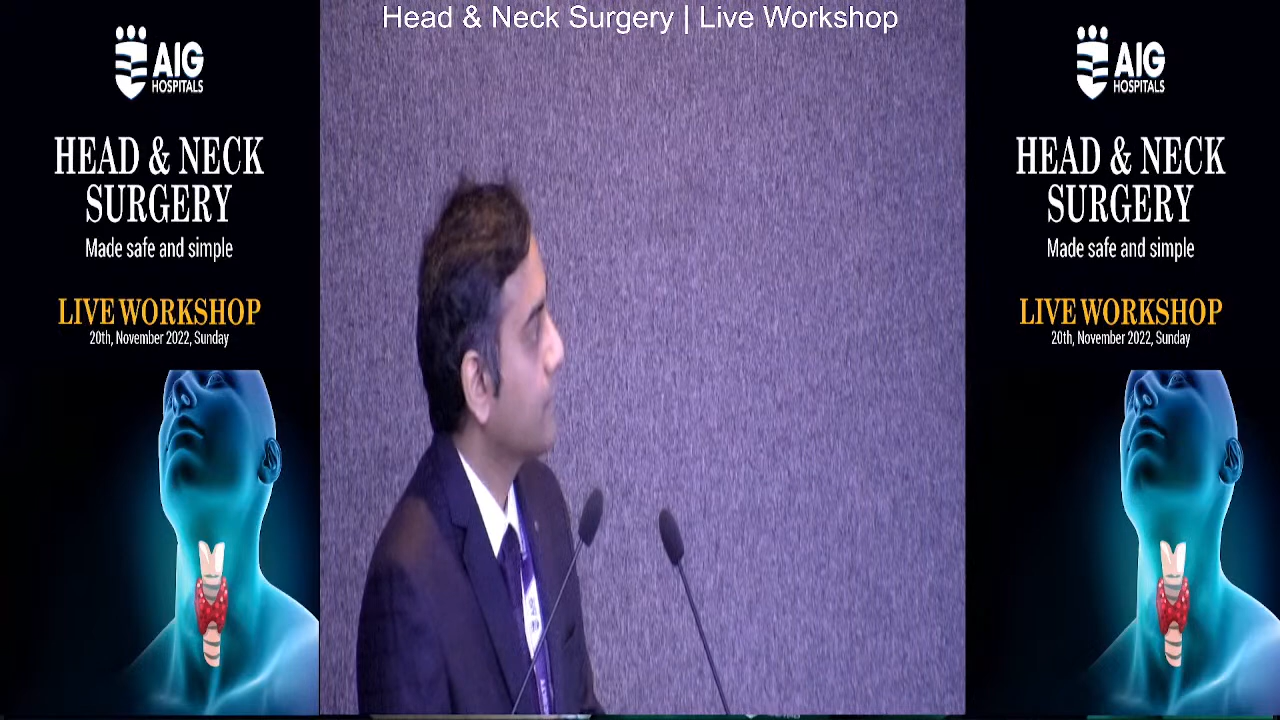 Head & Neck Surgery | Live Workshop
AIG
HOSPITALS
HEAD & NECK
SURGERY
Made safe and simple
LIVE WORKSHOP
20th, November 2022, Sunday
AIG
HOSPITALS
HEAD & NECK
SURGERY
Made safe and simple
LIVE WORKSHOP
20th, November 2022, Sunday